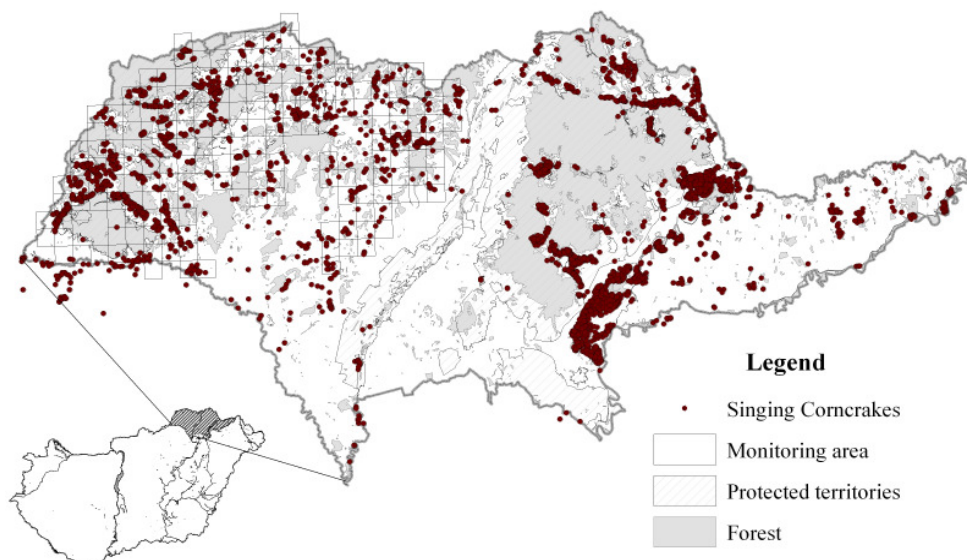 Legend
Singing Corncrakes
Monitoring area
Protected territories
Forest